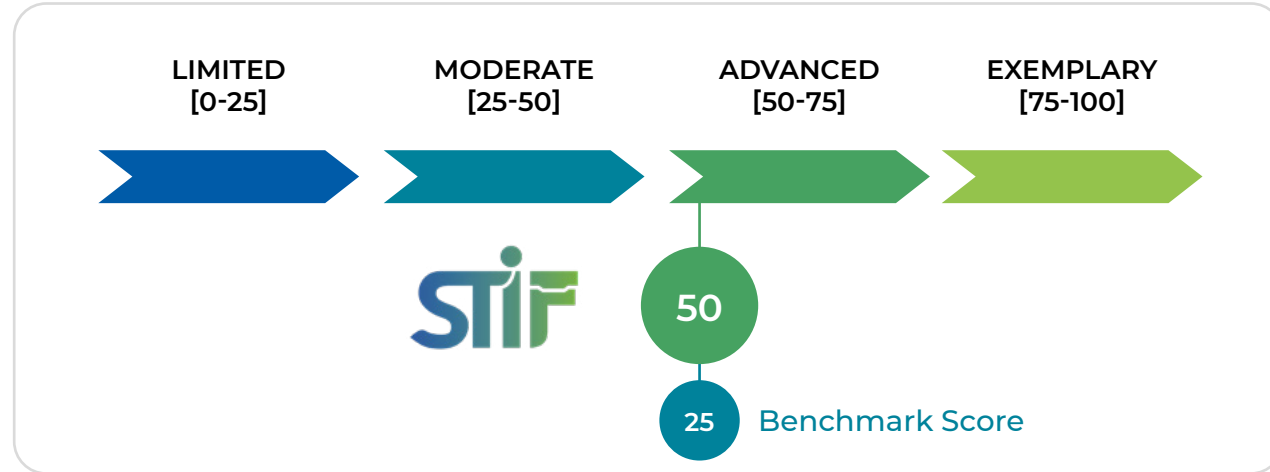 LIMITED
[0-25]
MODERATE
[25-50]
ADVANCED
[50-75]
EXEMPLARY
[75-100]
STiF
50
25 Benchmark Score